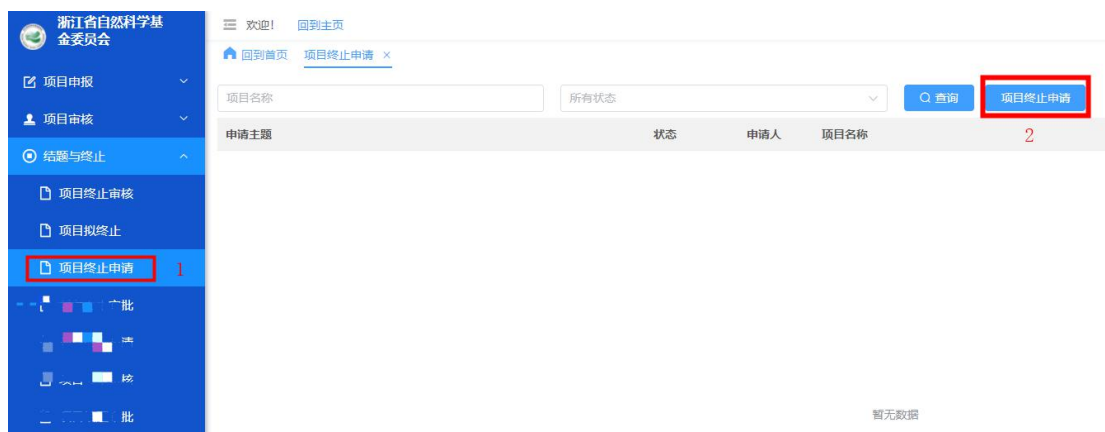 浙江省自然科学基
金委员会
欢迎！ 回到主页
回到首页 项目终止申请 ×
项目申报
项目名称 所有状态 查询 项目终止申请
项目审核
申请主题 状态 申请人 项目名称 2
结题与终止
项目终止审核
项目拟终止
项目终止申请 1
批
核
批
暂无数据